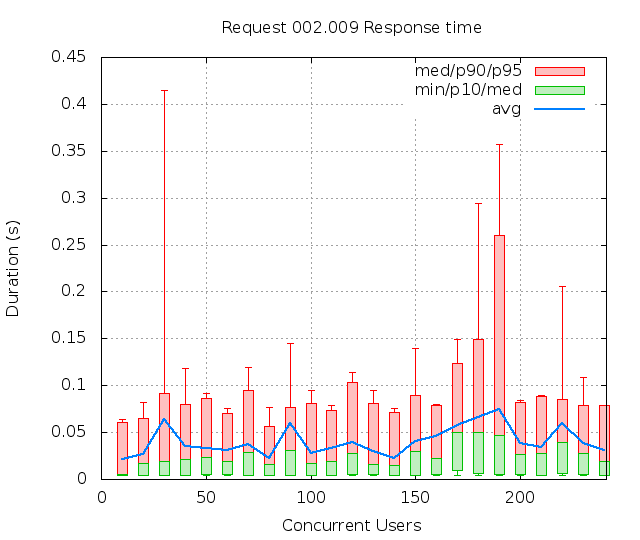 Request 002.009 Response time
0.45
0.4
0.35
0.3
0.25
0.2
0.15
0.1
0.05
0
Duration (s)
med/p90/p95
min/p10/med
avg
0 50 100 150 200
Concurrent Users